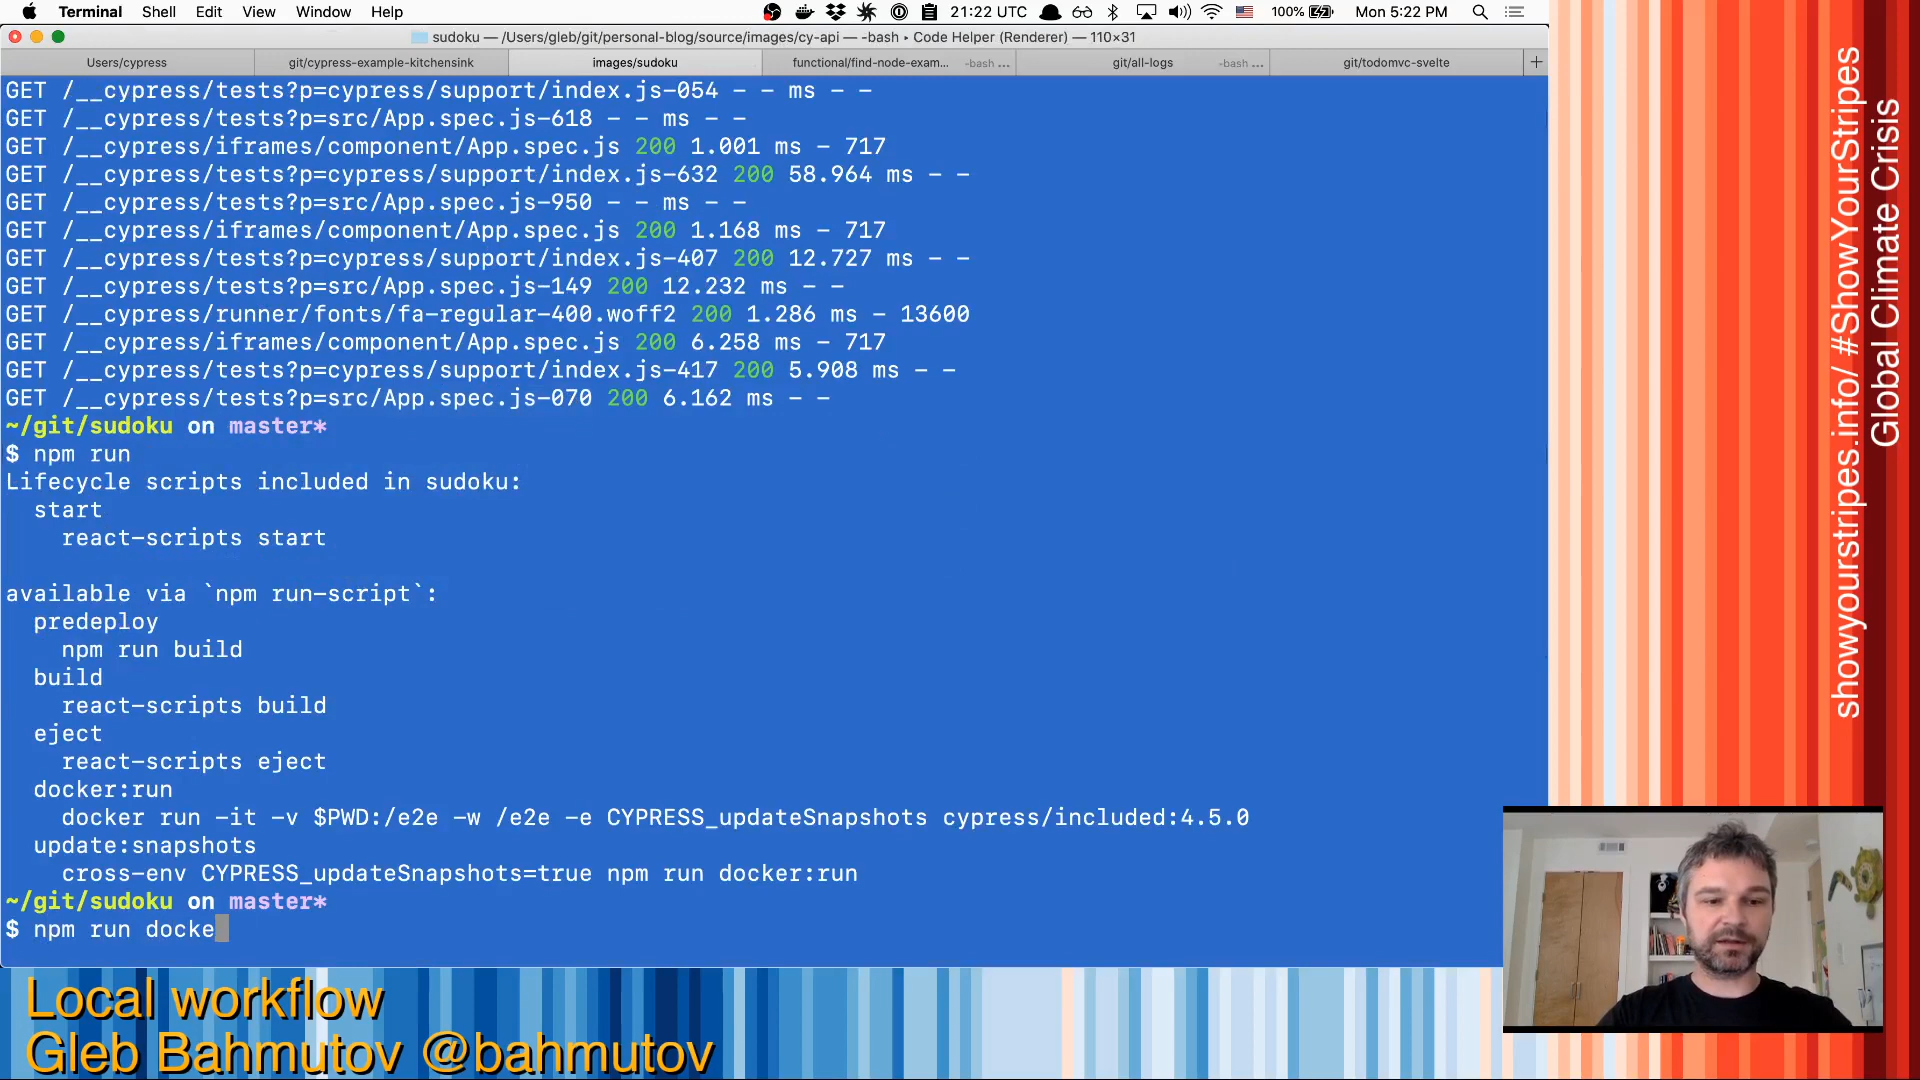 Terminal Shell Edit View Window Help 21:22 UTC 100% Mon 5:22 PM
sudoku — /Users/gleb/git/personal-blog/source/images/cy-api — -bash ▸ Code Helper (Renderer) — 110×31
Users/cypress git/cypress-example-kitchensink images/sudoku functional/find-node-exam... -bash ... git/all-logs -bash ... git/todomvc-svelte +
GET /__cypress/tests?p=cypress/support/index.js-054 - - ms - -
GET /__cypress/tests?p=src/App.spec.js-618 - - ms - -
GET /__cypress/iframes/component/App.spec.js 200 1.001 ms - 717
GET /__cypress/tests?p=cypress/support/index.js-632 200 58.964 ms - -
GET /__cypress/tests?p=src/App.spec.js-950 - - ms - -
GET /__cypress/iframes/component/App.spec.js 200 1.168 ms - 717
GET /__cypress/tests?p=cypress/support/index.js-407 200 12.727 ms - -
GET /__cypress/tests?p=src/App.spec.js-149 200 12.232 ms - -
GET /__cypress/runner/fonts/fa-regular-400.woff2 200 1.286 ms - 13600
GET /__cypress/iframes/component/App.spec.js 200 6.258 ms - 717
GET /__cypress/tests?p=cypress/support/index.js-417 200 5.908 ms - -
GET /__cypress/tests?p=src/App.spec.js-070 200 6.162 ms - -
~/git/sudoku on master*
$ npm run
Lifecycle scripts included in sudoku:
start
react-scripts start
available via `npm run-script`:
predeploy
npm run build
build
react-scripts build
eject
react-scripts eject
docker:run
docker run -it -v $PWD:/e2e -w /e2e -e CYPRESS_updateSnapshots cypress/included:4.5.0
update:snapshots
cross-env CYPRESS_updateSnapshots=true npm run docker:run
~/git/sudoku on master*
$ npm run docke
Local workflow
Gleb Bahmutov @bahmutov
showyourstripes.info/ #ShowYourStripes
Global Climate Crisis